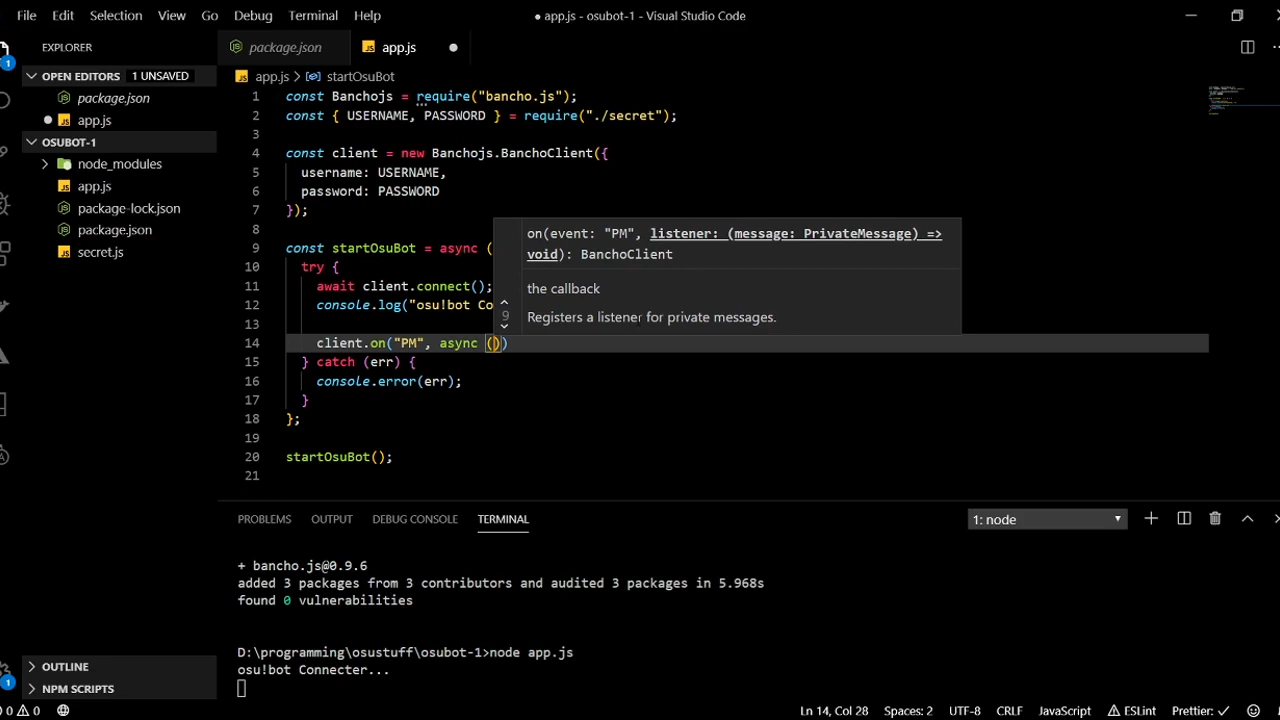 File Edit Selection View Go Debug Terminal Help
● app.js - osubot-1 - Visual Studio Code
EXPLORER
package.json
app.js
1
OPEN EDITORS 1 UNSAVED
package.json
app.js
OSUBOT-1
node_modules
app.js
package-lock.json
package.json
secret.js
app.js > startOsuBot
1 const Banchojs = require("bancho.js");
2 const { USERNAME, PASSWORD } = require("./secret");
3
4 const client = new Banchojs.BanchoClient({
5 username: USERNAME,
6 password: PASSWORD
7 });
8
9 const startOsuBot = async (
10 try {
11 await client.connect();
12 console.log("osu!bot Co
13
14 client.on("PM", async ())
15 } catch (err) {
16 console.error(err);
17 }
18 };
19
20 startOsuBot();
21
on(event: "PM", listener: (message: PrivateMessage) =>
void): BanchoClient
the callback
9
Registers a listener for private messages.
PROBLEMS OUTPUT DEBUG CONSOLE TERMINAL
1: node
+ bancho.js@0.9.6
added 3 packages from 3 contributors and audited 3 packages in 5.968s
found 0 vulnerabilities
D:\programming\osustuff\osubot-1>node app.js
osu!bot Connecter...
OUTLINE
NPM SCRIPTS
1
0 0
Ln 14, Col 28 Spaces: 2 UTF-8 CRLF JavaScript ESLint Prettier: ✓